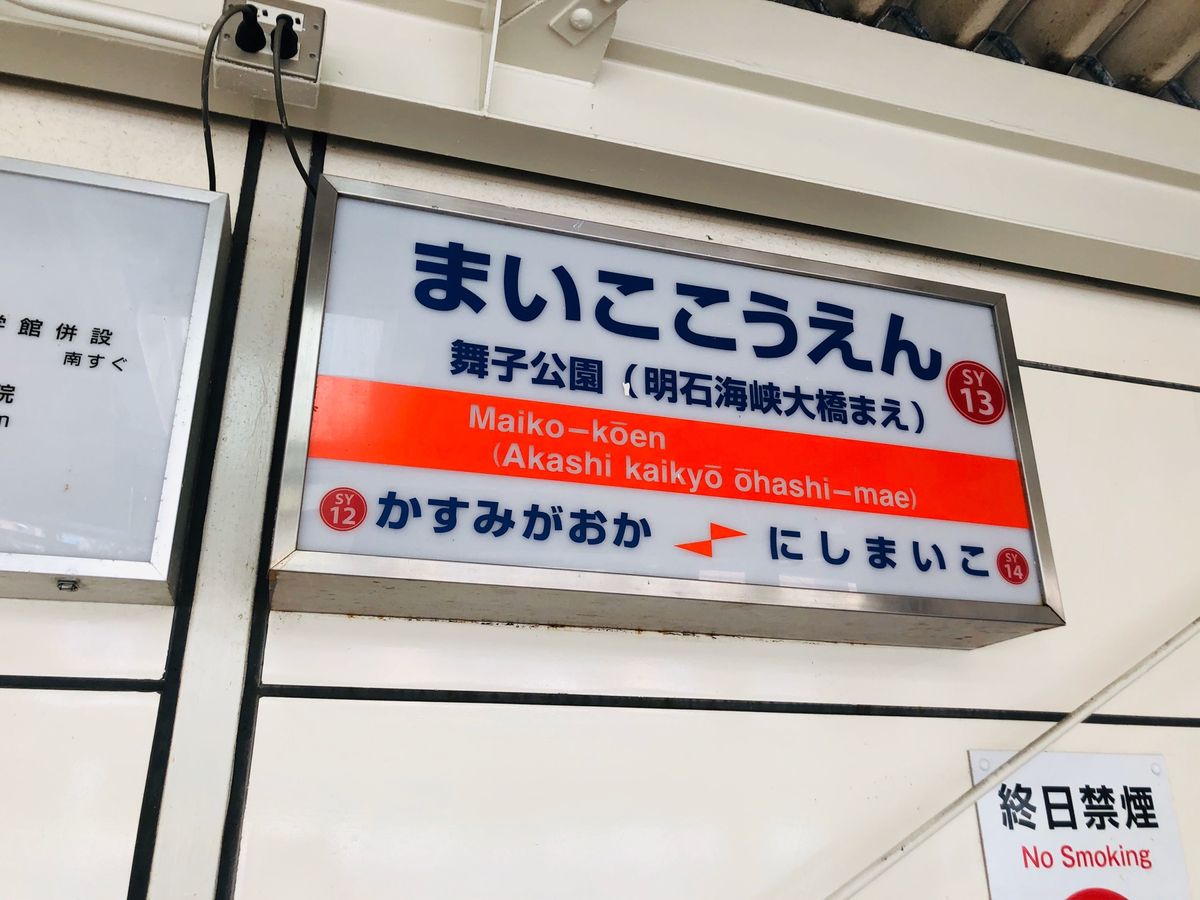 館併設
南すぐ
院
まいここうえん
舞子公園（明石海峡大橋まえ）
SY 13
Maiko-kōen
(Akashi kaikyō ōhashi-mae)
SY 12 かすみがおか にしまいこ SY 14
終日禁煙
No Smoking